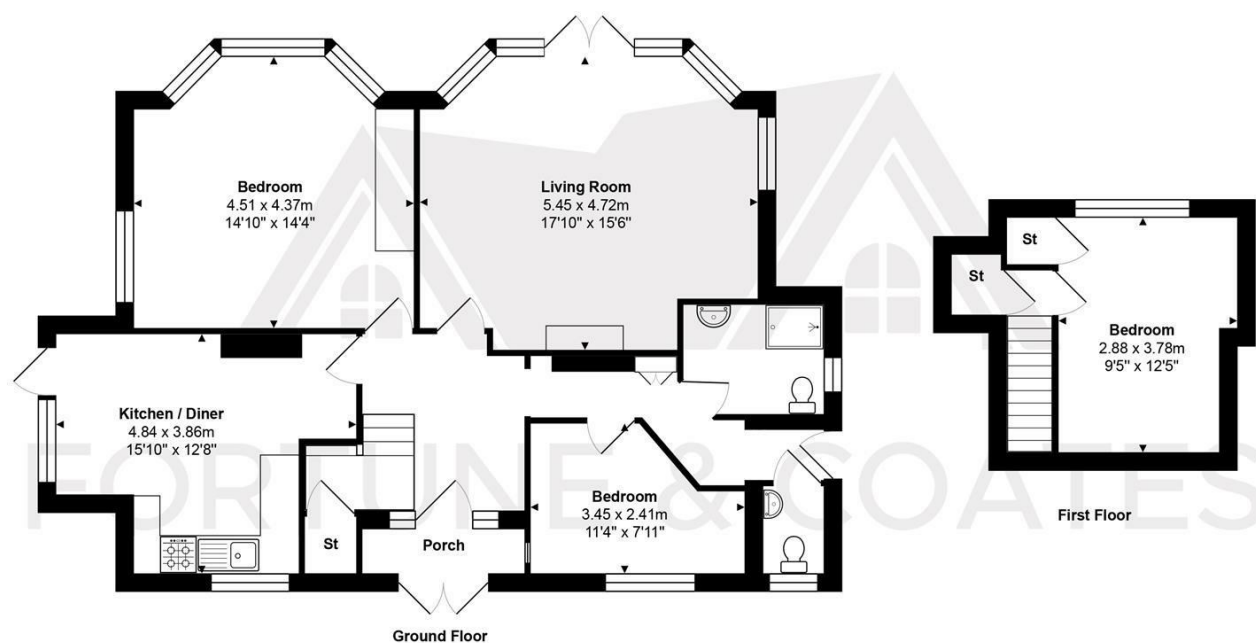 Bedroom
4.51 x 4.37m
14'10" x 14'4"
Living Room
5.45 x 4.72m
17'10" x 15'6"
St
St
Bedroom
2.88 x 3.78m
9'5" x 12'5"
Kitchen / Diner
4.84 x 3.86m
15'10" x 12'8"
FORTUNE & COATES
Bedroom
3.45 x 2.41m
11'4" x 7'11"
St
Porch
First Floor
Ground Floor